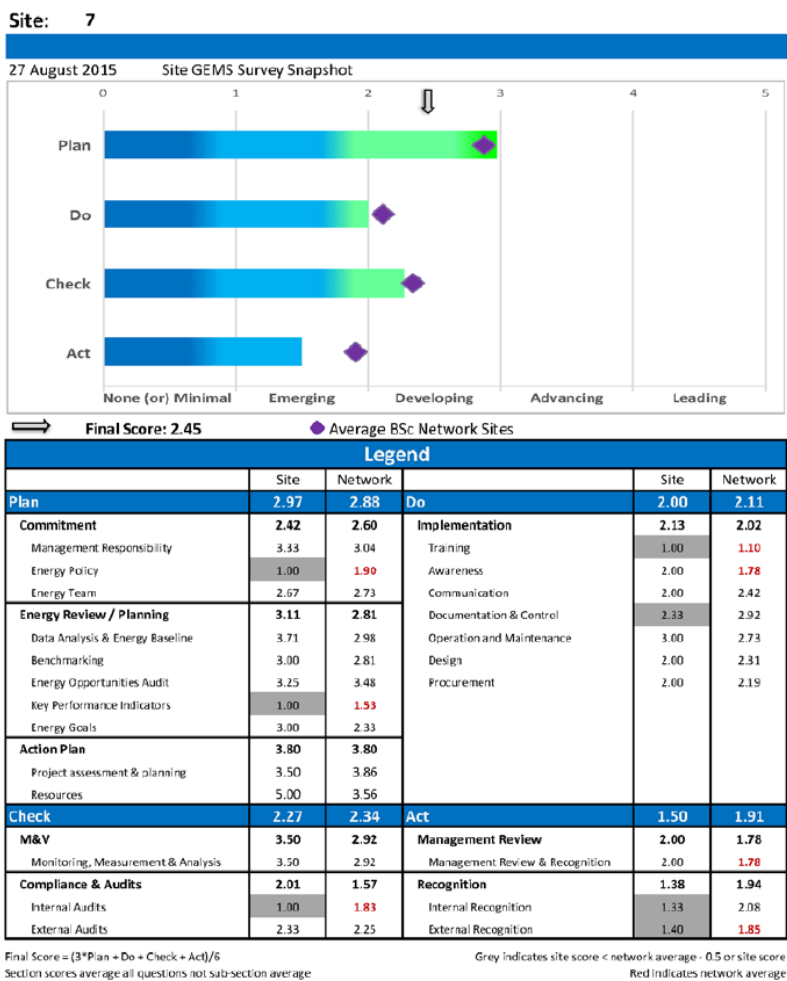 Site: 7
27 August 2015 Site GEMS Survey Snapshot
0 1 2 3 4 5
Plan
Do
Check
Act
None (or) Minimal Emerging Developing Advancing Leading
Final Score: 2.45 Average BSc Network Sites
Legend
Site Network Site Network
Plan 2.97 2.88 Do 2.00 2.11
Commitment 2.42 2.60 Implementation 2.13 2.02
Management Responsibility 3.33 3.04 Training 1.00 1.10
Energy Policy 1.00 1.90 Awareness 2.00 1.78
Energy Team 2.67 2.73 Communication 2.00 2.42
Energy Review / Planning 3.11 2.81 Documentation & Control 2.33 2.92
Data Analysis & Energy Baseline 3.71 2.98 Operation and Maintenance 3.00 2.73
Benchmarking 3.00 2.81 Design 2.00 2.31
Energy Opportunities Audit 3.25 3.48 Procurement 2.00 2.19
Key Performance Indicators 1.00 1.53
Energy Goals 3.00 2.33
Action Plan 3.80 3.80
Project assessment & planning 3.50 3.86
Resources 5.00 3.56
Check 2.27 2.34 Act 1.50 1.91
M&V 3.50 2.92 Management Review 2.00 1.78
Monitoring, Measurement & Analysis 3.50 2.92 Management Review & Recognition 2.00 1.78
Compliance & Audits 2.01 1.57 Recognition 1.38 1.94
Internal Audits 1.00 1.83 Internal Recognition 1.33 2.08
External Audits 2.33 2.25 External Recognition 1.40 1.85
Final Score = (3*Plan + Do + Check + Act)/6 Grey indicates site score < network average - 0.5 or site score
Section scores average all questions not sub-section average Red indicates network average